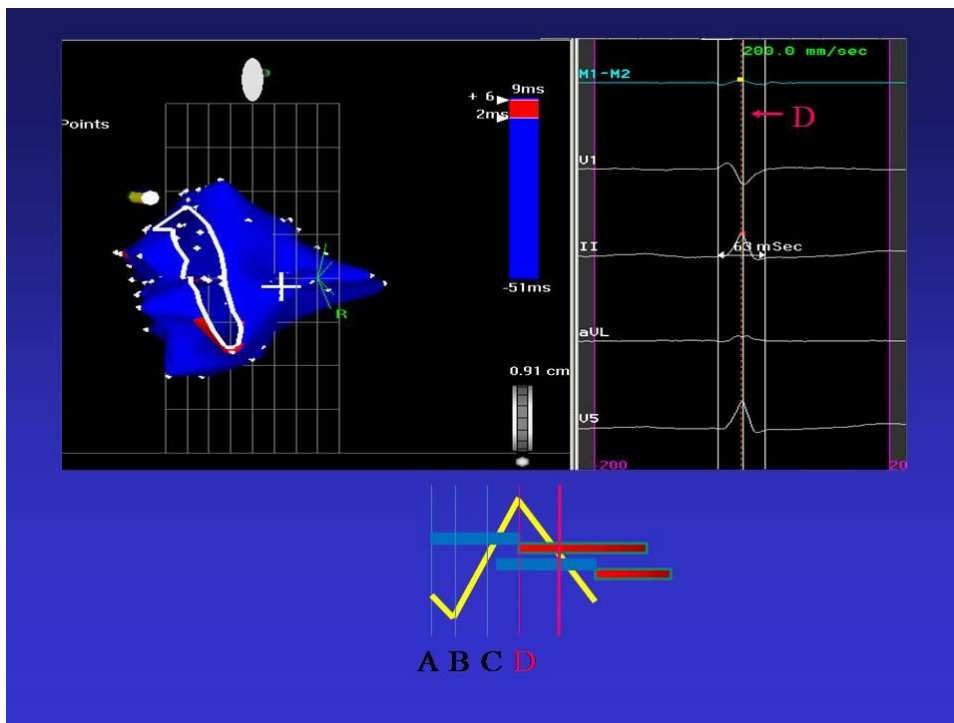 Points
P
+ 6
9ms
2ms
-51ms
0.91 cm
R
200.0 mm/sec
M1-M2
D
V1
II
63 mSec
aVL
V5
-200
20
A B C D